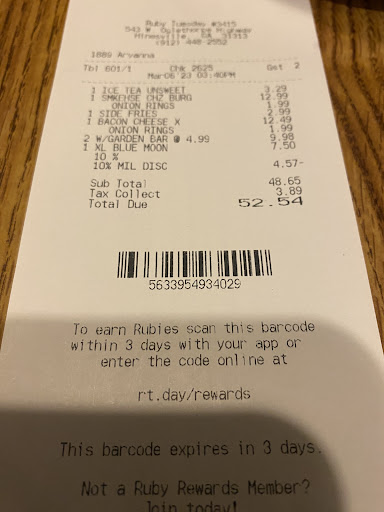 Ruby Tuesday #3415
543 W. Oglethorpe Highway
Hinesville, GA 31313
(912) 448-2552
1889 Aryanna
Tbl 601/1 Chk 2625 Gst 2
Mar06'23 03:40PM
1 ICE TEA UNSWEET 3.29
1 SMKENSE CHZ BURG 12.99
ONION RINGS 1.99
1 SIDE FRIES 2.99
1 BACON CHEESE X 12.49
ONION RINGS 1.99
2 W/GARDEN BAR @ 4.99 9.98
1 XL BLUE MOON 7.50
10 %
10% MIL DISC 4.57-
Sub Total 48.65
Tax Collect 3.89
Total Due 52.54
5633954934029
To earn Rubies scan this barcode
within 3 days with your app or
enter the code online at
rt.day/rewards
This barcode expires in 3 days.
Not a Ruby Rewards Member?
Join today!